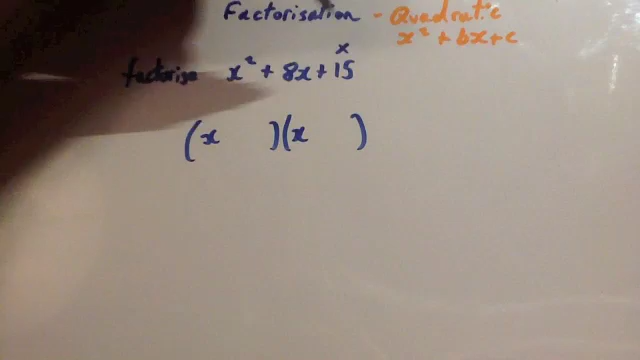 Factorisation - Quadratic
x² + bx + c
x
factorise x² + 8x + 15
(x )(x )